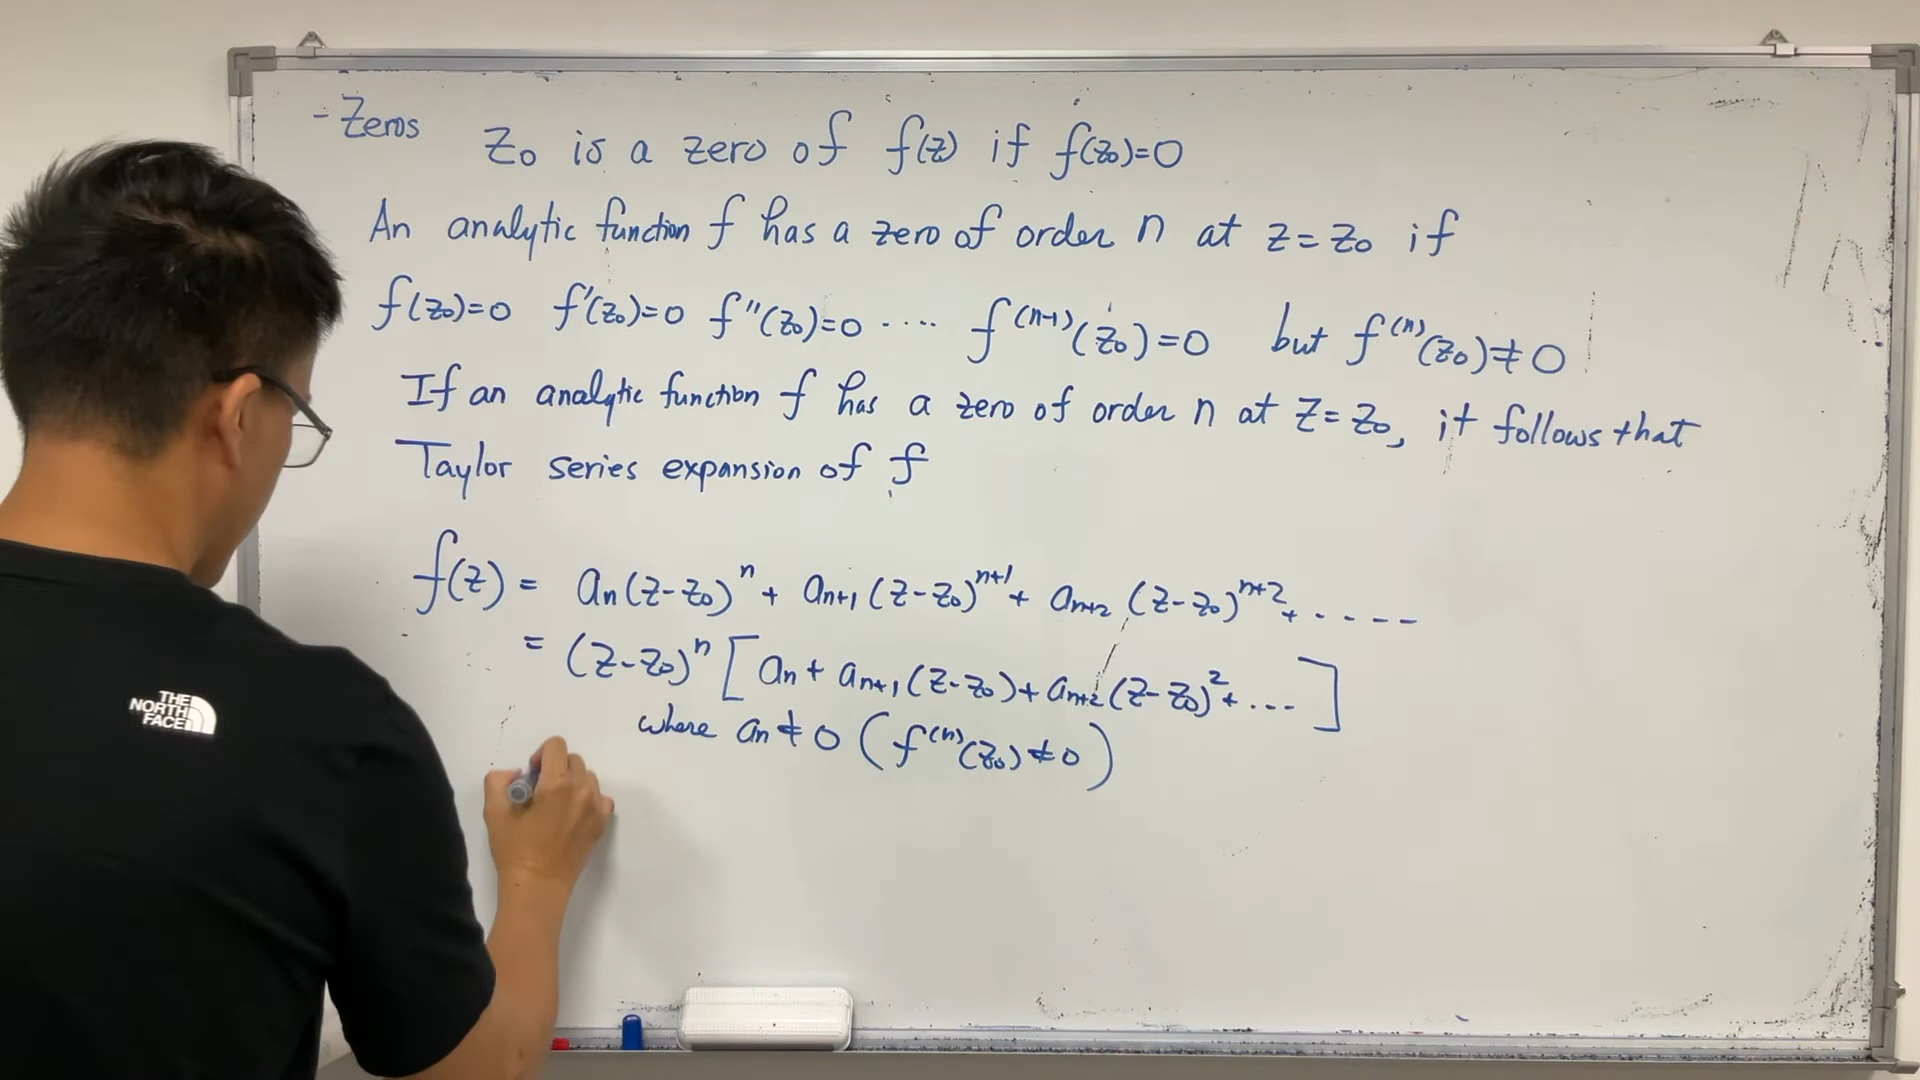 - Zeros
z₀ is a zero of f(z) if f(z₀)=0
An analytic function f has a zero of order n at z=z₀ if
f(z₀)=0 f'(z₀)=0 f''(z₀)=0 ···· f⁽ⁿ⁻¹⁾(z₀)=0 but f⁽ⁿ⁾(z₀)≠0
If an analytic function f has a zero of order n at z=z₀, it follows that
Taylor series expansion of f
f(z) = aₙ(z-z₀)ⁿ + aₙ₊₁(z-z₀)ⁿ⁺¹ + aₙ₊₂(z-z₀)ⁿ⁺² + -----
= (z-z₀)ⁿ [aₙ + aₙ₊₁(z-z₀) + aₙ₊₂(z-z₀)² + ...]
where aₙ ≠ 0 (f⁽ⁿ⁾(z₀) ≠ 0)
THE
NORTH
FACE